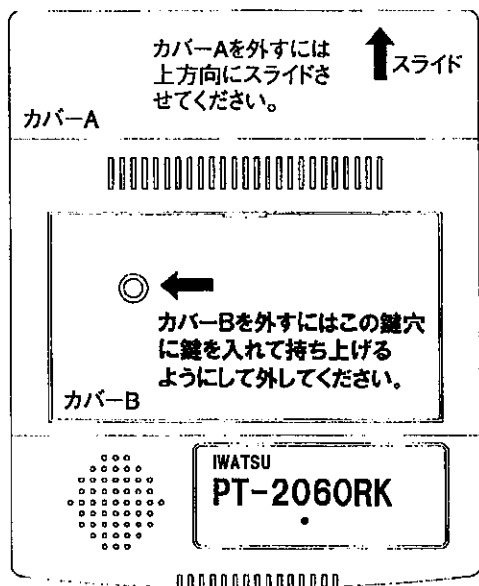 カバーAを外すには
上方向にスライドさ
せてください。
スライド
カバーA
カバーBを外すにはこの鍵穴
に鍵を入れて持ち上げる
ようにして外してください。
カバーB
IWATSU
PT-2060RK